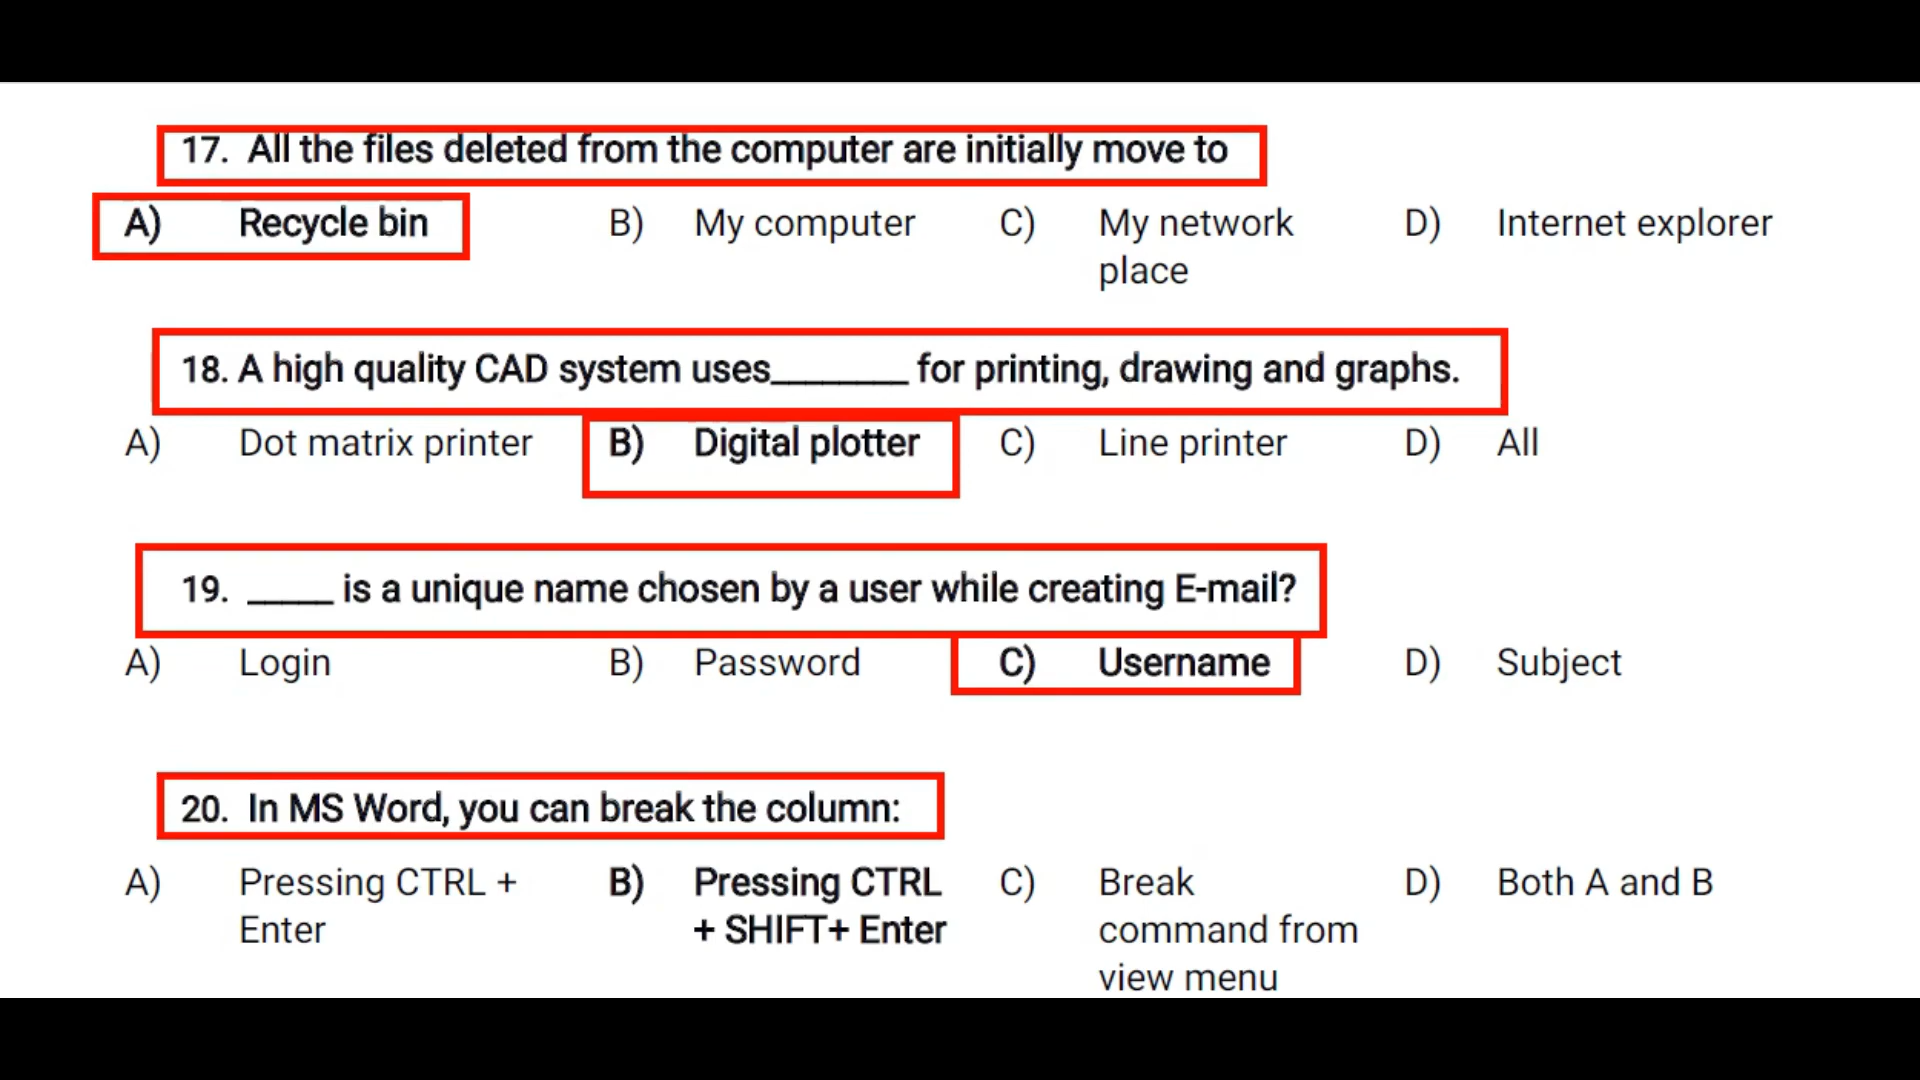 17. All the files deleted from the computer are initially move to
A) Recycle bin B) My computer C) My network place D) Internet explorer
18. A high quality CAD system uses________ for printing, drawing and graphs.
A) Dot matrix printer B) Digital plotter C) Line printer D) All
19. _____ is a unique name chosen by a user while creating E-mail?
A) Login B) Password C) Username D) Subject
20. In MS Word, you can break the column:
A) Pressing CTRL + Enter B) Pressing CTRL + SHIFT+ Enter C) Break command from view menu D) Both A and B